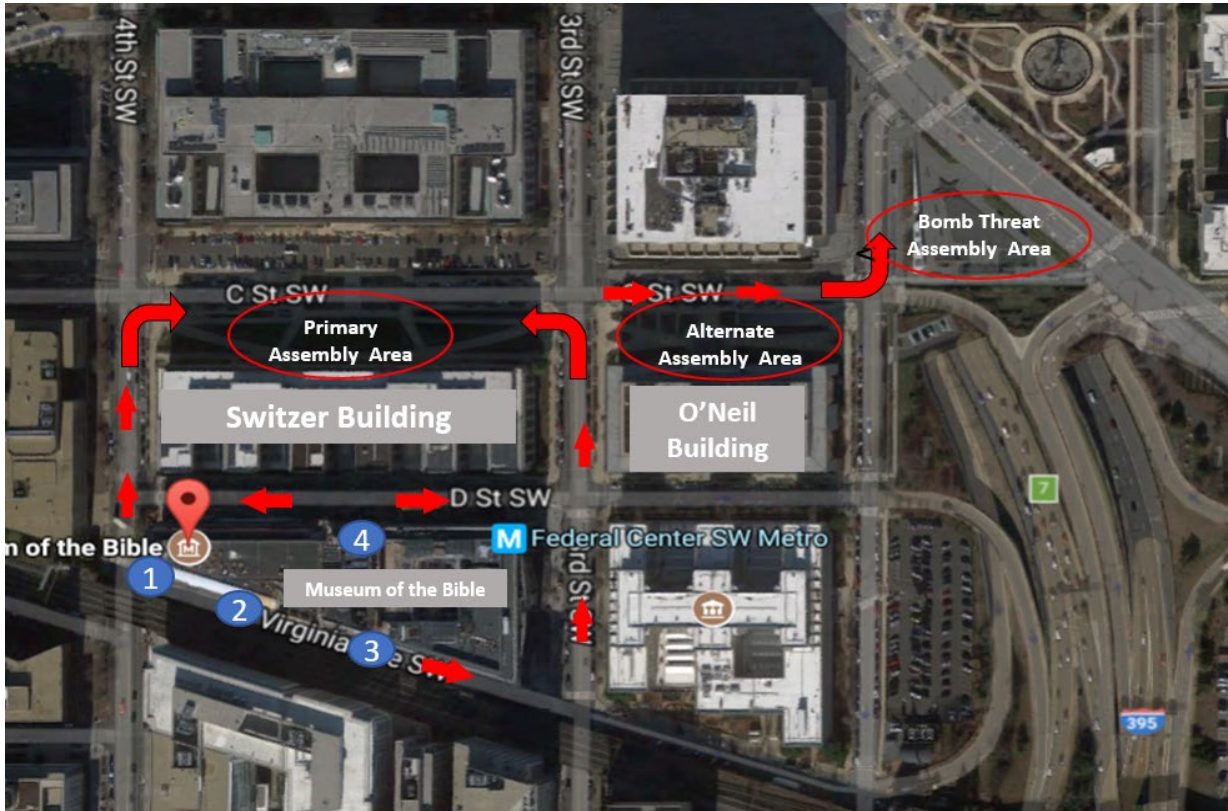 4th St SW
3rd St SW
Bomb Threat
Assembly Area
C St SW
St SW
Primary
Assembly Area
Alternate
Assembly Area
Switzer Building
O'Neil
Building
7
D St SW
m of the Bible
4
M Federal Center SW Metro
1
Museum of the Bible
2
3rd St SW
Virginia Ave SW
3
395